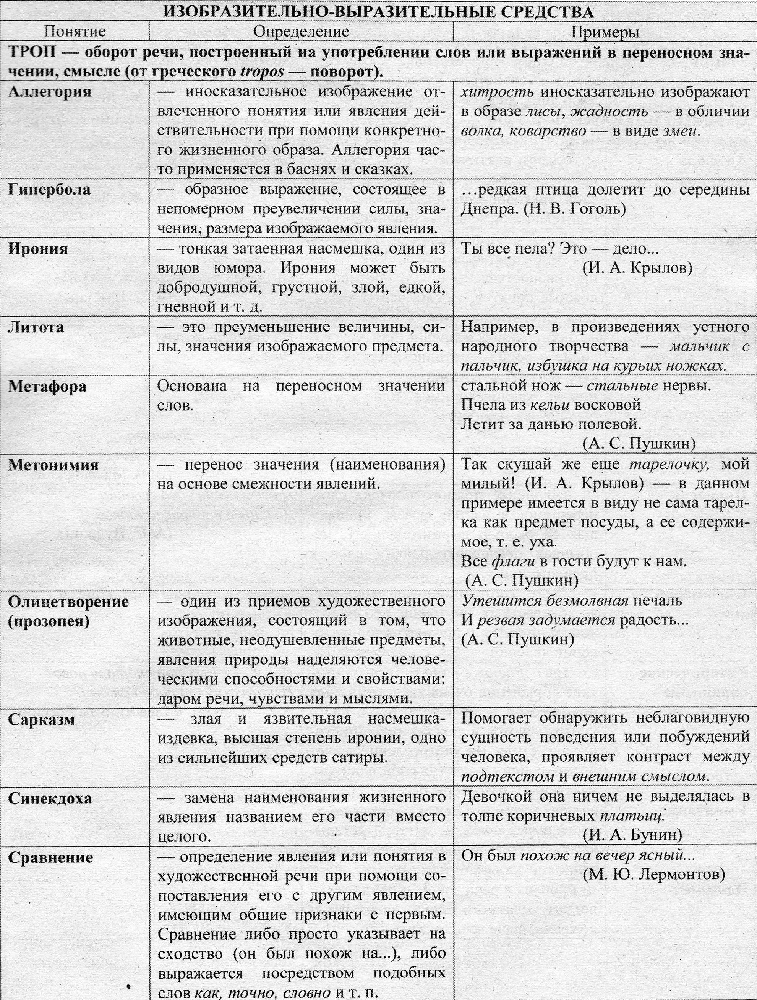 ИЗОБРАЗИТЕЛЬНО-ВЫРАЗИТЕЛЬНЫЕ СРЕДСТВА
Понятие
Определение
Примеры
ТРОП — оборот речи, построенный на употреблении слов или выражений в переносном зна-
чении, смысле (от греческого tropos — поворот).
Аллегория
— иносказательное изображение от-
влеченного понятия или явления дей-
ствительности при помощи конкретно-
го жизненного образа. Аллегория час-
то применяется в баснях и сказках.
хитрость иносказательно изображают
в образе лисы, жадность — в обличии
волка, коварство — в виде змеи.
Гипербола
— образное выражение, состоящее в
непомерном преувеличении силы, зна-
чения, размера изображаемого явления.
…редкая птица долетит до середины
Днепра. (Н. В. Гоголь)
Ирония
— тонкая затаенная насмешка, один из
видов юмора. Ирония может быть
добродушной, грустной, злой, едкой,
гневной и т. д.
Ты все пела? Это — дело...
(И. А. Крылов)
Литота
— это преуменьшение величины, си-
лы, значения изображаемого предмета.
Например, в произведениях устного
народного творчества — мальчик с
пальчик, избушка на курьих ножках.
Метафора
Основана на переносном значении
слов.
стальной нож — стальные нервы.
Пчела из кельи восковой
Летит за данью полевой.
(А. С. Пушкин)
Метонимия
— перенос значения (наименования)
на основе смежности явлений.
Так скушай же еще тарелочку, мой
милый! (И. А. Крылов) — в данном
примере имеется в виду не сама тарел-
ка как предмет посуды, а ее содержи-
мое, т. е. уха.
Все флаги в гости будут к нам.
(А. С. Пушкин)
Олицетворение
(прозопея)
— один из приемов художественного
изображения, состоящий в том, что
животные, неодушевленные предметы,
явления природы наделяются челове-
ческими способностями и свойствами:
даром речи, чувствами и мыслями.
Утешится безмолвная печаль
И резвая задумается радость...
(А. С. Пушкин)
Сарказм
— злая и язвительная насмешка-
издевка, высшая степень иронии, одно
из сильнейших средств сатиры.
Помогает обнаружить неблаговидную
сущность поведения или побуждений
человека, проявляет контраст между
подтекстом и внешним смыслом.
Синекдоха
— замена наименования жизненного
явления названием его части вместо
целого.
Девочкой она ничем не выделялась в
толпе коричневых платьиц.
(И. А. Бунин)
Сравнение
— определение явления или понятия в
художественной речи при помощи со-
поставления его с другим явлением,
имеющим общие признаки с первым.
Сравнение либо просто указывает на
сходство (он был похож на...), либо
выражается посредством подобных
слов как, точно, словно и т. п.
Он был похож на вечер ясный...
(М. Ю. Лермонтов)